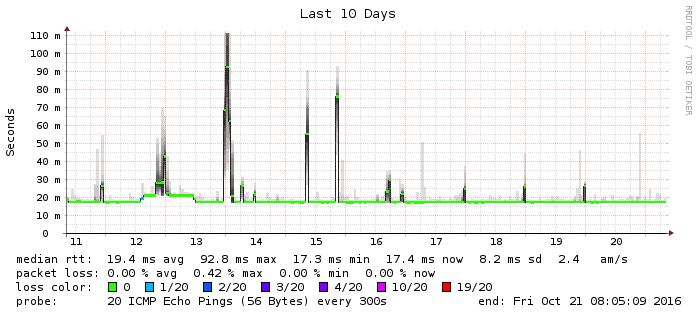 Last 10 Days
RRDTOOL / TOBI OETIKER
Seconds
110 m
100 m
90 m
80 m
70 m
60 m
50 m
40 m
30 m
20 m
10 m
0
11 12 13 14 15 16 17 18 19 20
median rtt: 19.4 ms avg 92.8 ms max 17.3 ms min 17.4 ms now 8.2 ms sd 2.4 am/s
packet loss: 0.00 % avg 0.42 % max 0.00 % min 0.00 % now
loss color: 0 1/20 2/20 3/20 4/20 10/20 19/20
probe: 20 ICMP Echo Pings (56 Bytes) every 300s end: Fri Oct 21 08:05:09 2016